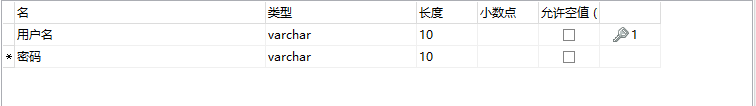 名 类型 长度 小数点 允许空值 (
用户名 varchar 10 1
* 密码 varchar 10